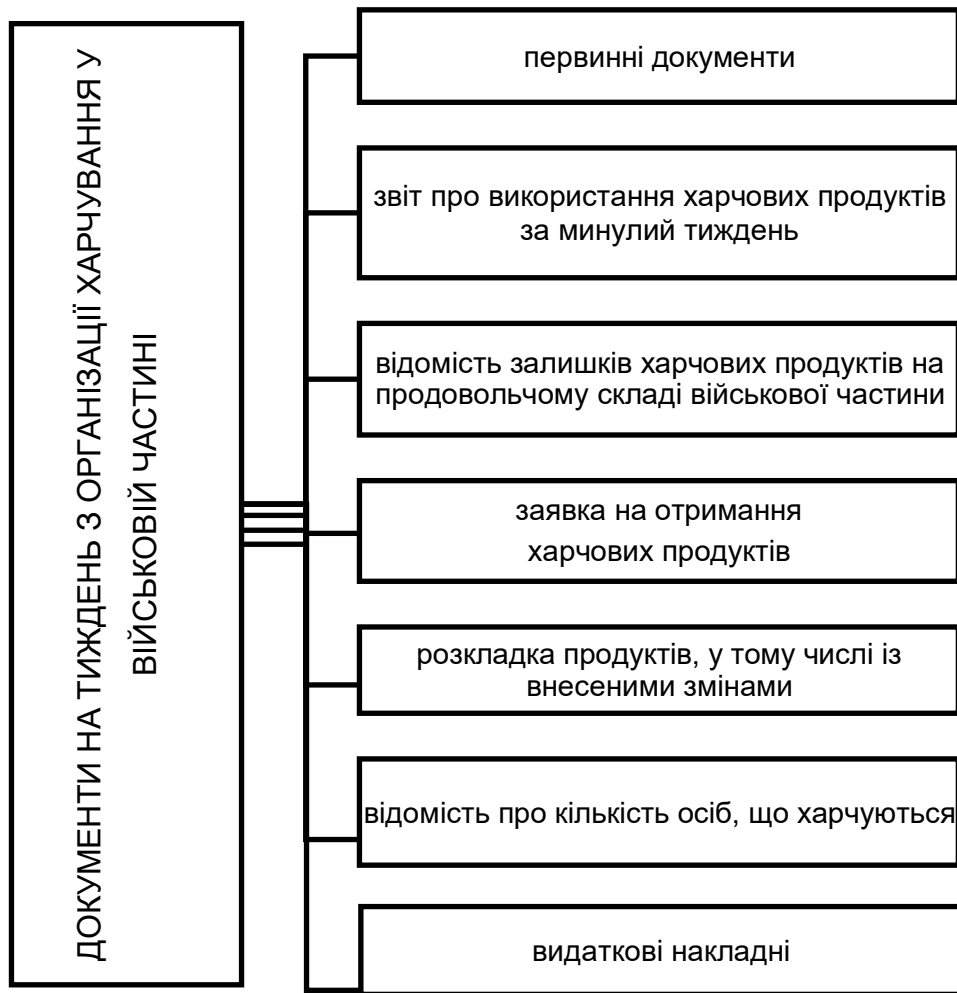 ДОКУМЕНТИ НА ТИЖДЕНЬ З ОРГАНІЗАЦІЇ ХАРЧУВАННЯ У
ВІЙСЬКОВІЙ ЧАСТИНІ
первинні документи
звіт про використання харчових продуктів
за минулий тиждень
відомість залишків харчових продуктів на
продовольчому складі військової частини
заявка на отримання
харчових продуктів
розкладка продуктів, у тому числі із
внесеними змінами
відомість про кількість осіб, що харчуються
видаткові накладні